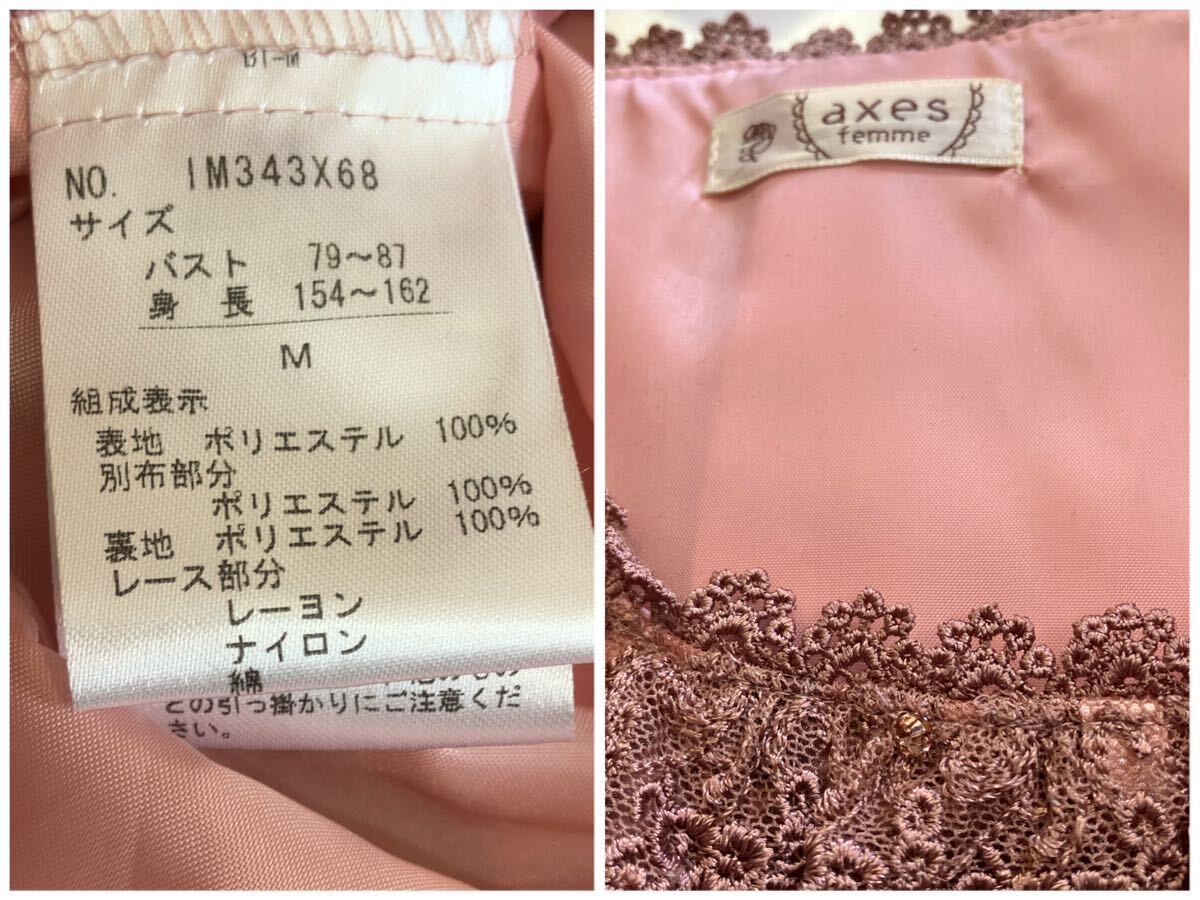 NO. IM343X68
サイズ
バスト 79～87
身 長 154～162
M
組成表示
表地 ポリエステル 100%
別布部分
ポリエステル 100%
裏地 ポリエステル 100%
レース部分
レーヨン
ナイロン
綿
との引っ掛かりにご注意くだ
さい。
axes
femme